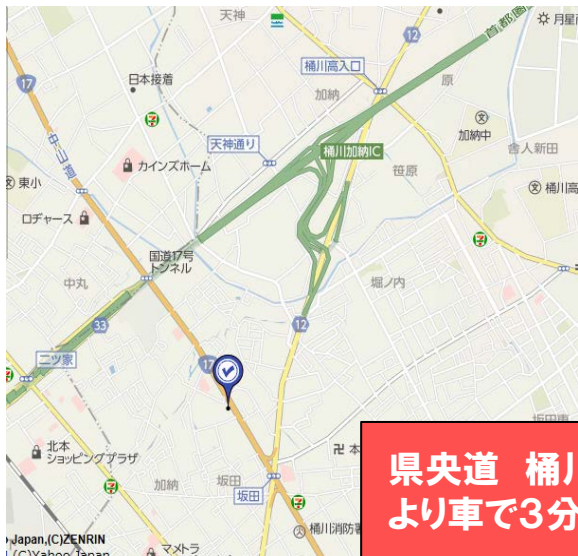 天神
12
首都圏
月星
17
桶川高入口
日本接着
加納
原
天神通り
桶川加納IC
加納中
舎人新田
カインズホーム
笹原
東小
桶川高
中山道
ロヂャース
国道17号
トンネル
中丸
堀ノ内
33
12
二ツ家
17
坂田東
北本
ショッピングプラザ
本
加納
坂田
坂田
県央道 桶川
より車で3分
桶川消防署
マメトラ
Japan,(C)ZENRIN
(C)Yahoo Japan